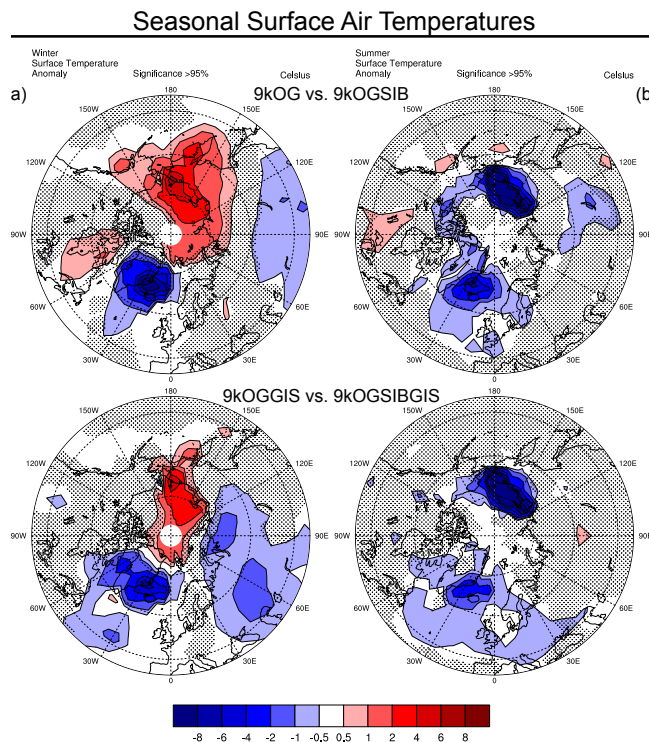 Seasonal Surface Air Temperatures
Winter
Surface Temperature
Anomaly Significance >95% Celsius
Summer
Surface Temperature
Anomaly Significance >95% Celsius
a) 9kOG vs. 9kOGSIB (b
180 180
150W 150E 150W 150E
120W 120E 120W 120E
90W 90E 90W 90E
60W 60E 60W 60E
30W 30E 30W 30E
0 0
9kOGGIS vs. 9kOGSIBGIS
180 180
150W 150E 150W 150E
120W 120E 120W 120E
90W 90E 90W 90E
60W 60E 60W 60E
30W 30E 30W 30E
0 0
-8 -6 -4 -2 -1 -0.5 0.5 1 2 4 6 8